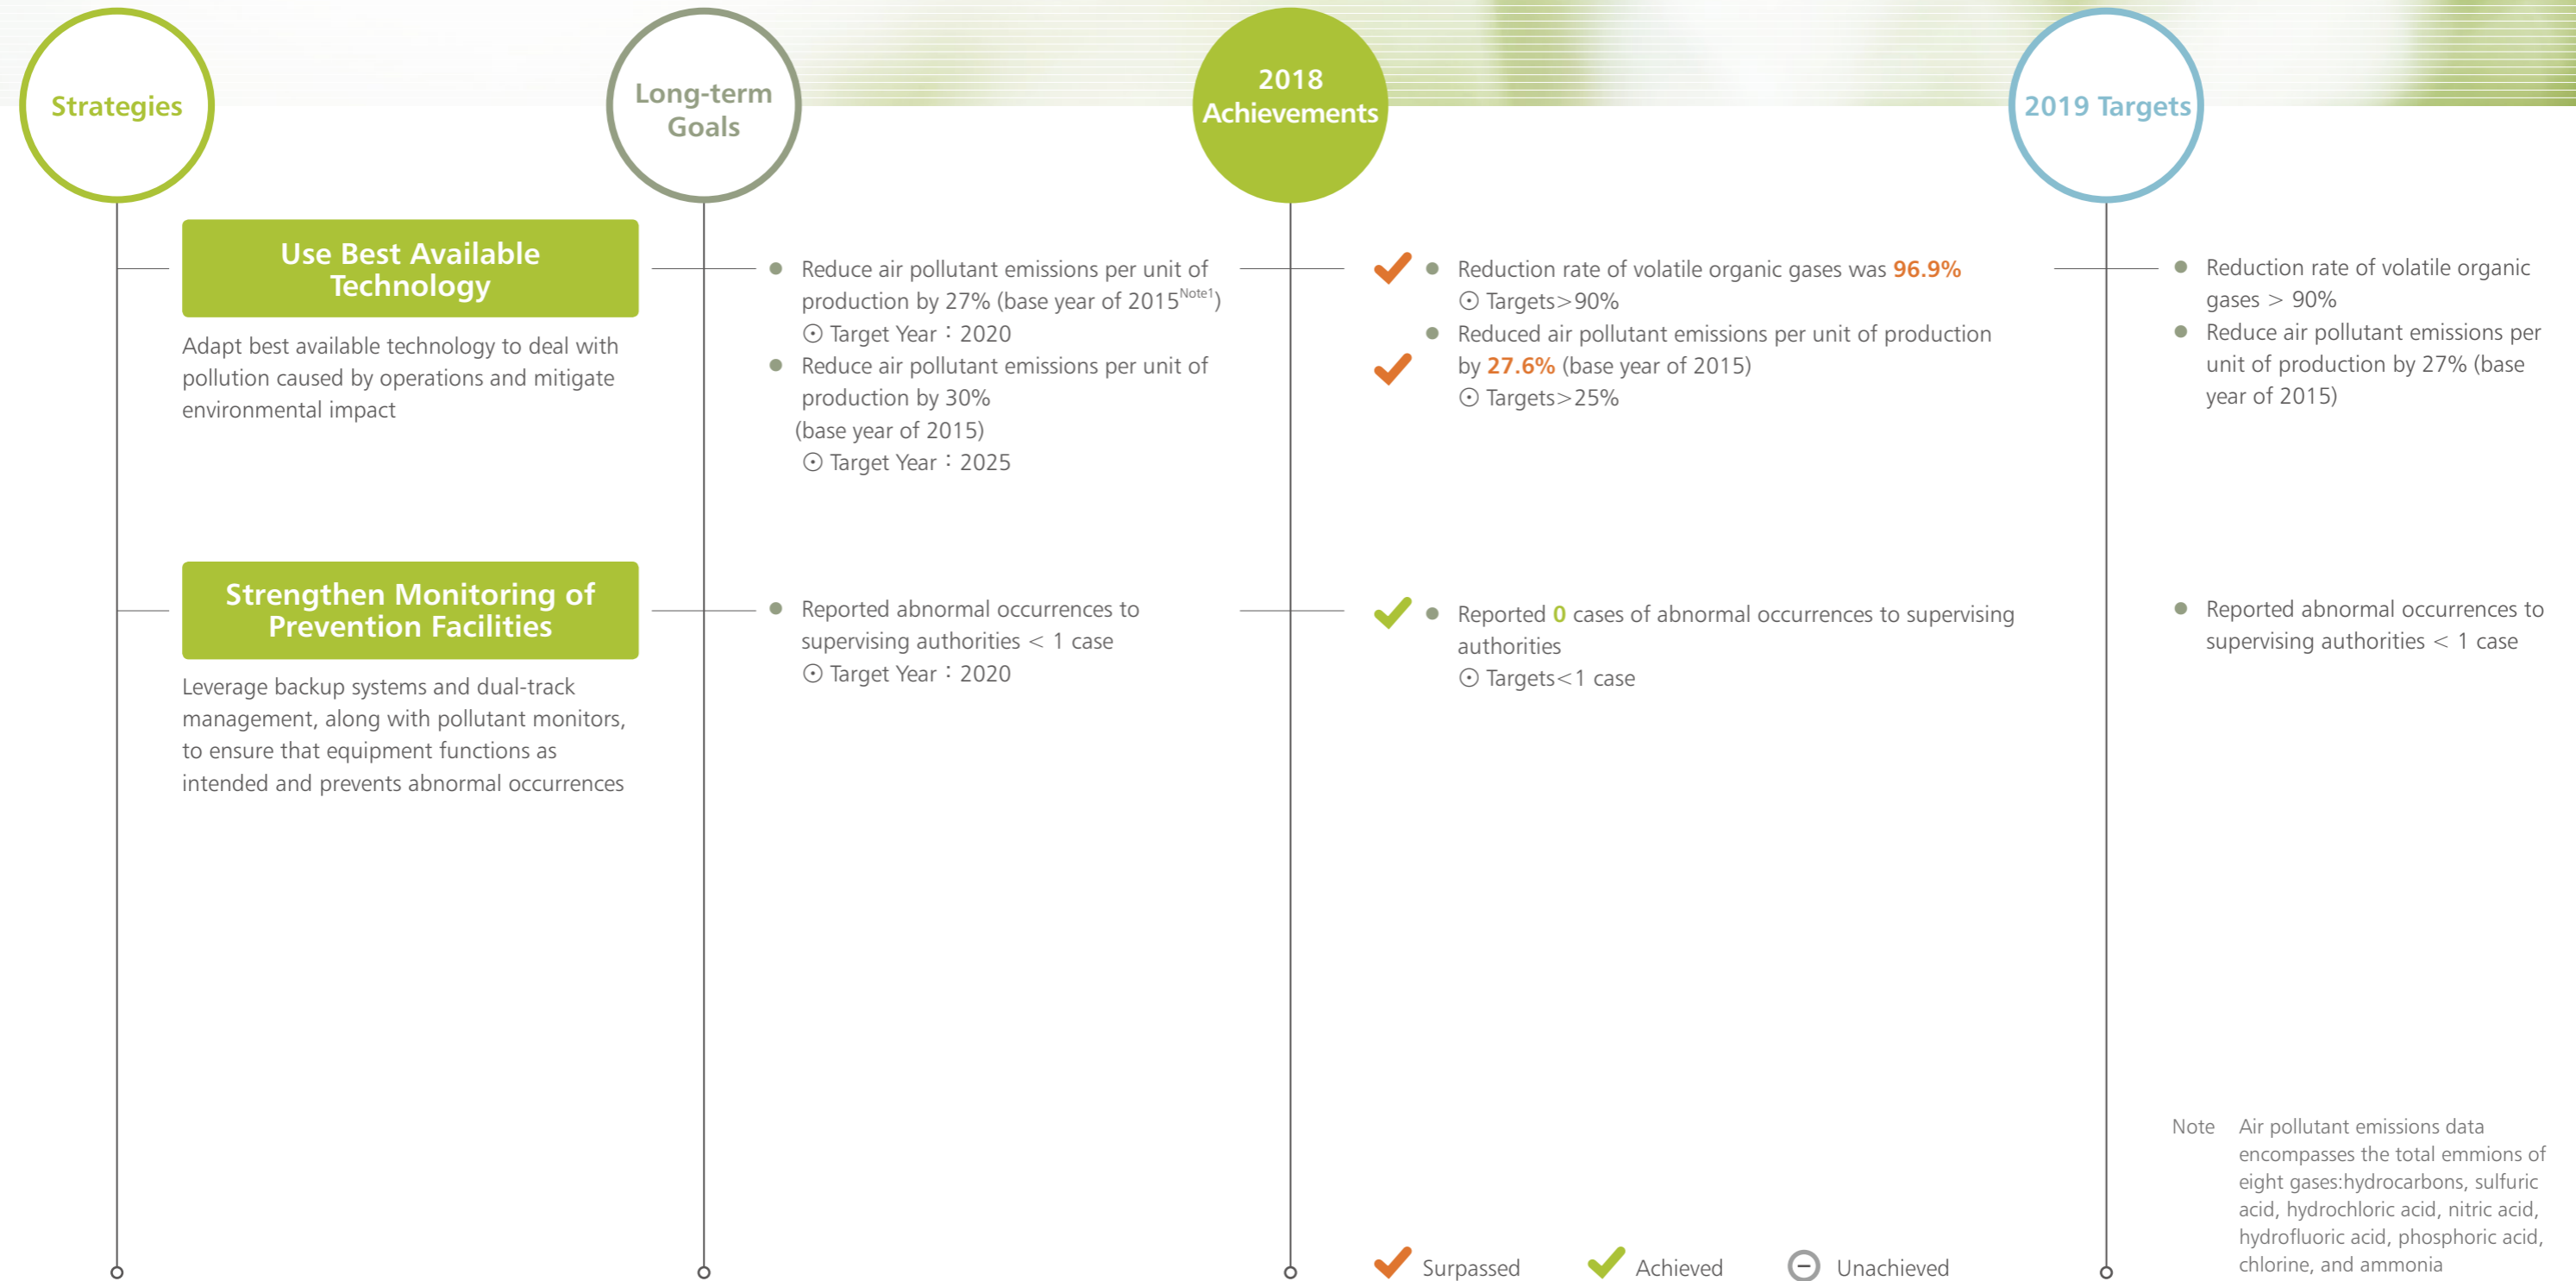 Strategies
Long-term
Goals
2018
Achievements
2019 Targets
Use Best Available
Technology
Adapt best available technology to deal with
pollution caused by operations and mitigate
environmental impact
● Reduce air pollutant emissions per unit of
production by 27% (base year of 2015Note1)
⊙ Target Year：2020
● Reduce air pollutant emissions per unit of
production by 30%
(base year of 2015)
⊙ Target Year：2025
● Reduction rate of volatile organic gases was 96.9%
⊙ Targets>90%
● Reduced air pollutant emissions per unit of production
by 27.6% (base year of 2015)
⊙ Targets>25%
● Reduction rate of volatile organic
gases > 90%
● Reduce air pollutant emissions per
unit of production by 27% (base
year of 2015)
Strengthen Monitoring of
Prevention Facilities
Leverage backup systems and dual-track
management, along with pollutant monitors,
to ensure that equipment functions as
intended and prevents abnormal occurrences
● Reported abnormal occurrences to
supervising authorities < 1 case
⊙ Target Year：2020
● Reported 0 cases of abnormal occurrences to supervising
authorities
⊙ Targets<1 case
● Reported abnormal occurrences to
supervising authorities < 1 case
Note Air pollutant emissions data
encompasses the total emmions of
eight gases:hydrocarbons, sulfuric
acid, hydrochloric acid, nitric acid,
hydrofluoric acid, phosphoric acid,
chlorine, and ammonia
Surpassed
Achieved
Unachieved